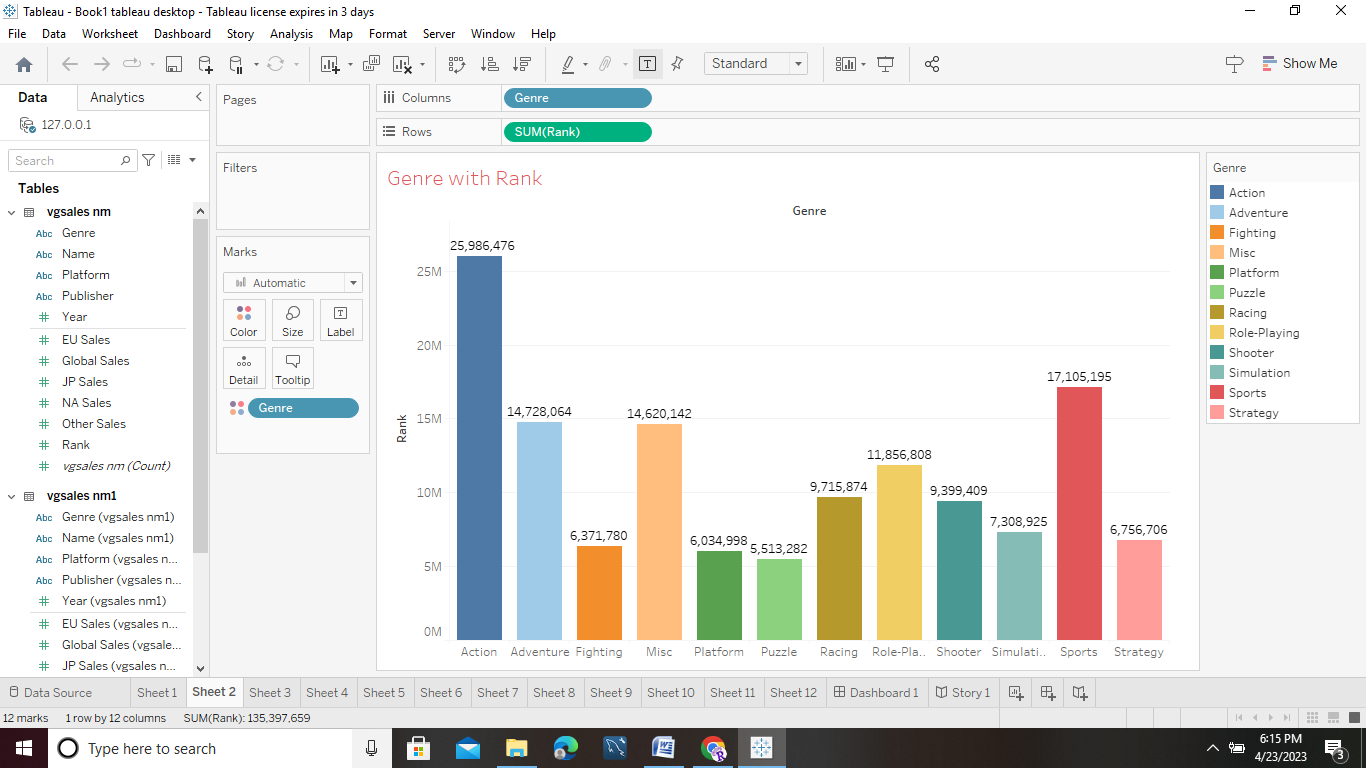 Tableau - Book1 tableau desktop - Tableau license expires in 3 days
File Data Worksheet Dashboard Story Analysis Map Format Server Window Help
Standard
Show Me
Data Analytics
127.0.0.1
Search
Tables
vgsales nm
Abc Genre
Abc Name
Abc Platform
Abc Publisher
# Year
# EU Sales
# Global Sales
# JP Sales
# NA Sales
# Other Sales
# Rank
# vgsales nm (Count)
vgsales nm1
Abc Genre (vgsales nm1)
Abc Name (vgsales nm1)
Abc Platform (vgsales n...
Abc Publisher (vgsales n...
# Year (vgsales nm1)
# EU Sales (vgsales n...
# Global Sales (vgsale...
# JP Sales (vgsales n...
Pages
Filters
Marks
Automatic
Color Size Label
Detail Tooltip
Genre
Columns Genre
Rows SUM(Rank)
Genre with Rank
Genre
25,986,476
14,728,064
6,371,780
14,620,142
6,034,998
5,513,282
9,715,874
11,856,808
9,399,409
7,308,925
17,105,195
6,756,706
Rank
25M
20M
15M
10M
5M
0M
Action Adventure Fighting Misc Platform Puzzle Racing Role-Pla.. Shooter Simulati.. Sports Strategy
Genre
Action
Adventure
Fighting
Misc
Platform
Puzzle
Racing
Role-Playing
Shooter
Simulation
Sports
Strategy
Data Source Sheet 1 Sheet 2 Sheet 3 Sheet 4 Sheet 5 Sheet 6 Sheet 7 Sheet 8 Sheet 9 Sheet 10 Sheet 11 Sheet 12 Dashboard 1 Story 1
12 marks 1 row by 12 columns SUM(Rank): 135,397,659
Type here to search
6:15 PM
4/23/2023
3